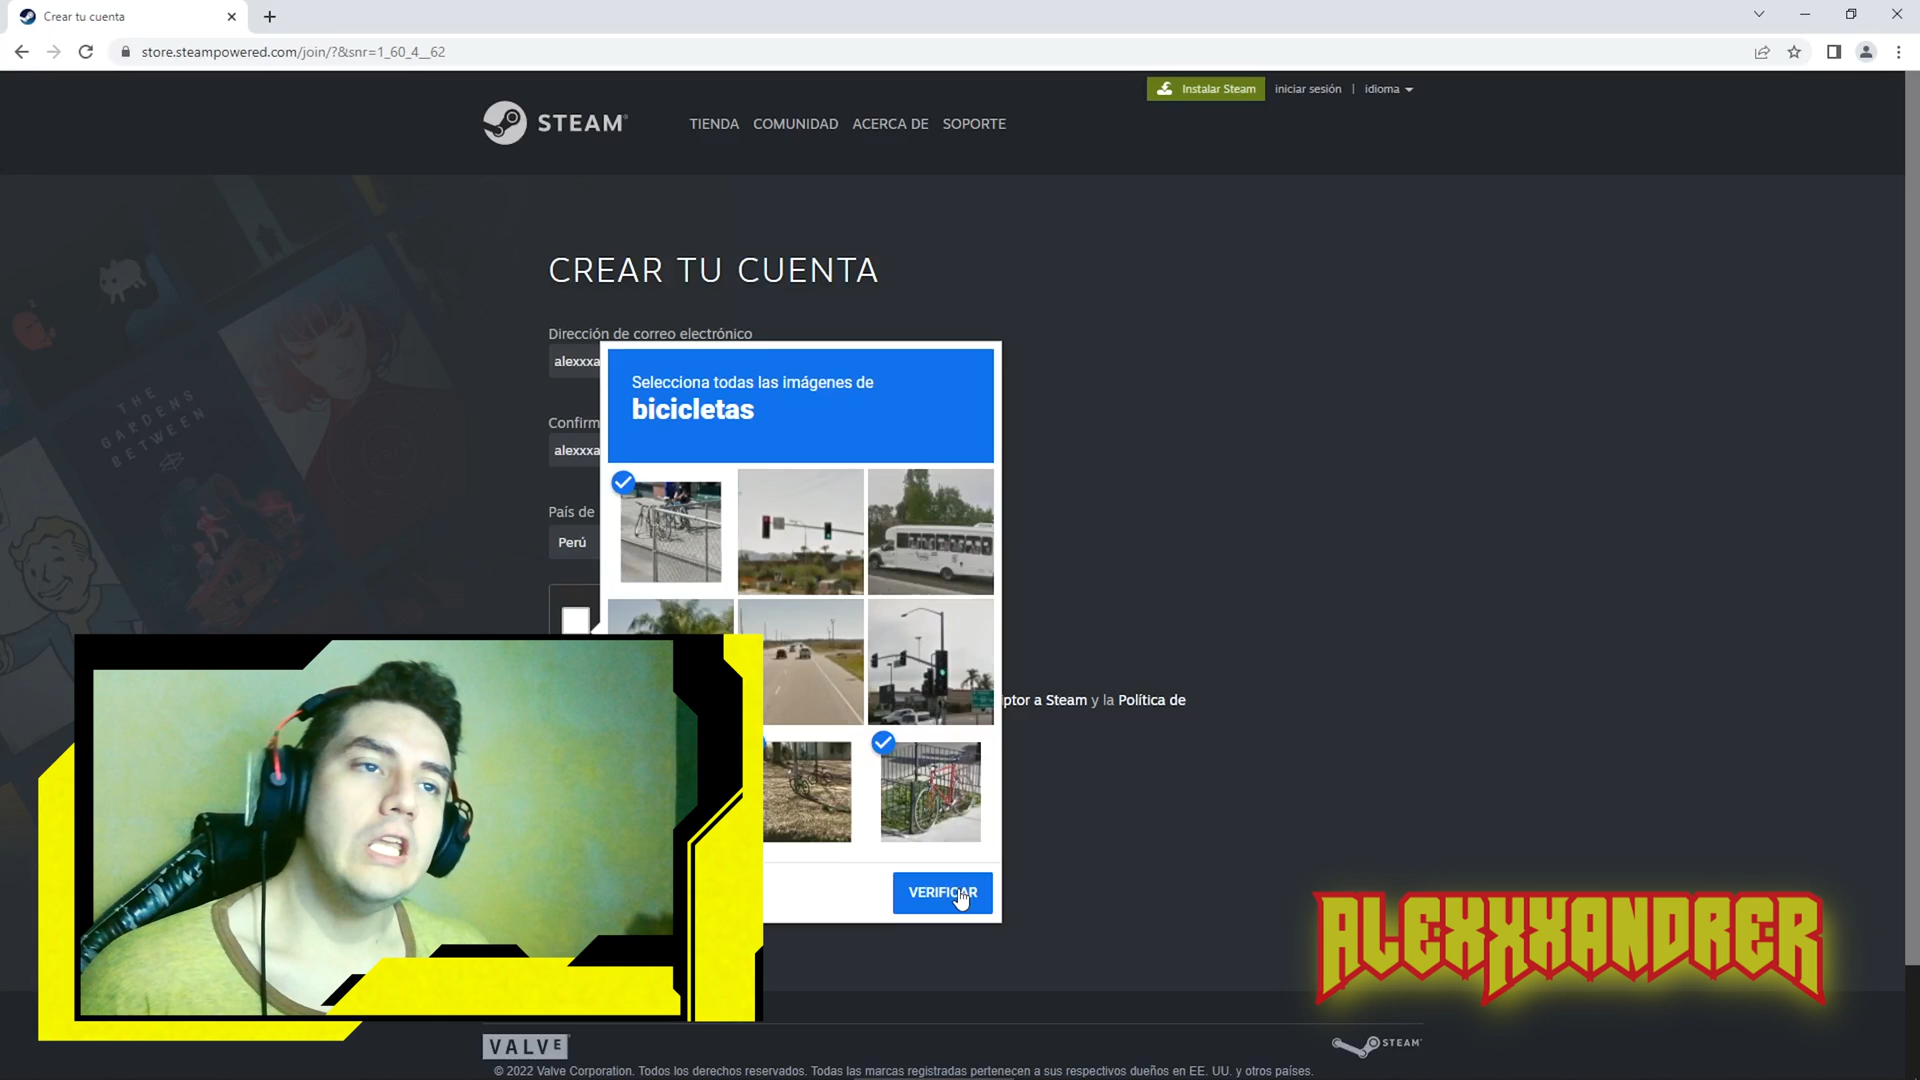 Crear tu cuenta
store.steampowered.com/join/?&snr=1_60_4__62
Instalar Steam
iniciar sesión | idioma
STEAM
TIENDA COMUNIDAD ACERCA DE SOPORTE
CREAR TU CUENTA
Dirección de correo electrónico
alexxxa
Selecciona todas las imágenes de
bicicletas
Confirm
alexxxa
País de
Perú
THE
GARDENS
BETWEEN
ptor a Steam y la Política de
VERIFICAR
ALEXXXANDRER
VALVE
STEAM
© 2022 Valve Corporation. Todos los derechos reservados. Todas las marcas registradas pertenecen a sus respectivos dueños en EE. UU. y otros países.